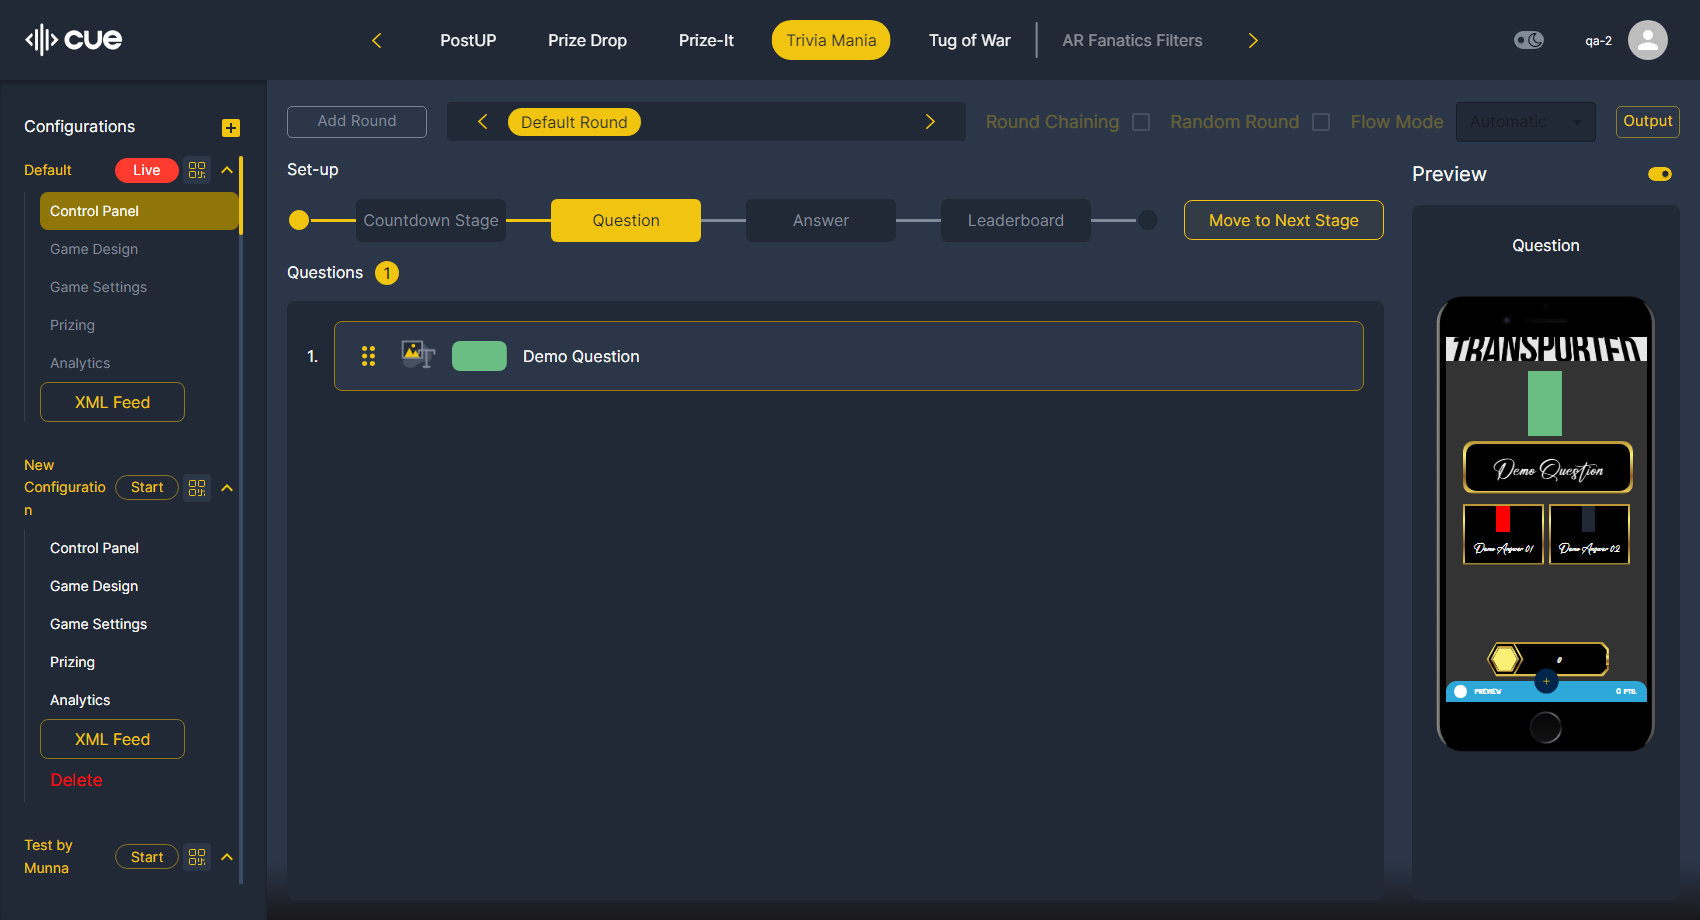 cue
PostUP
Prize Drop
Prize-It
Trivia Mania
Tug of War
AR Fanatics Filters
qa-2
Configurations
Default
Live
Control Panel
Game Design
Game Settings
Prizing
Analytics
XML Feed
New
Configuratio
n
Start
Control Panel
Game Design
Game Settings
Prizing
Analytics
XML Feed
Delete
Test by
Munna
Start
Add Round
Default Round
Round Chaining
Random Round
Flow Mode
Automatic
Output
Set-up
Countdown Stage
Question
Answer
Leaderboard
Move to Next Stage
Questions
1
1.
Demo Question
Preview
Question
TRANSPORTED
Demo Question
Demo Answer 01
Demo Answer 02
0
+
PREVIEW
0 PTS.